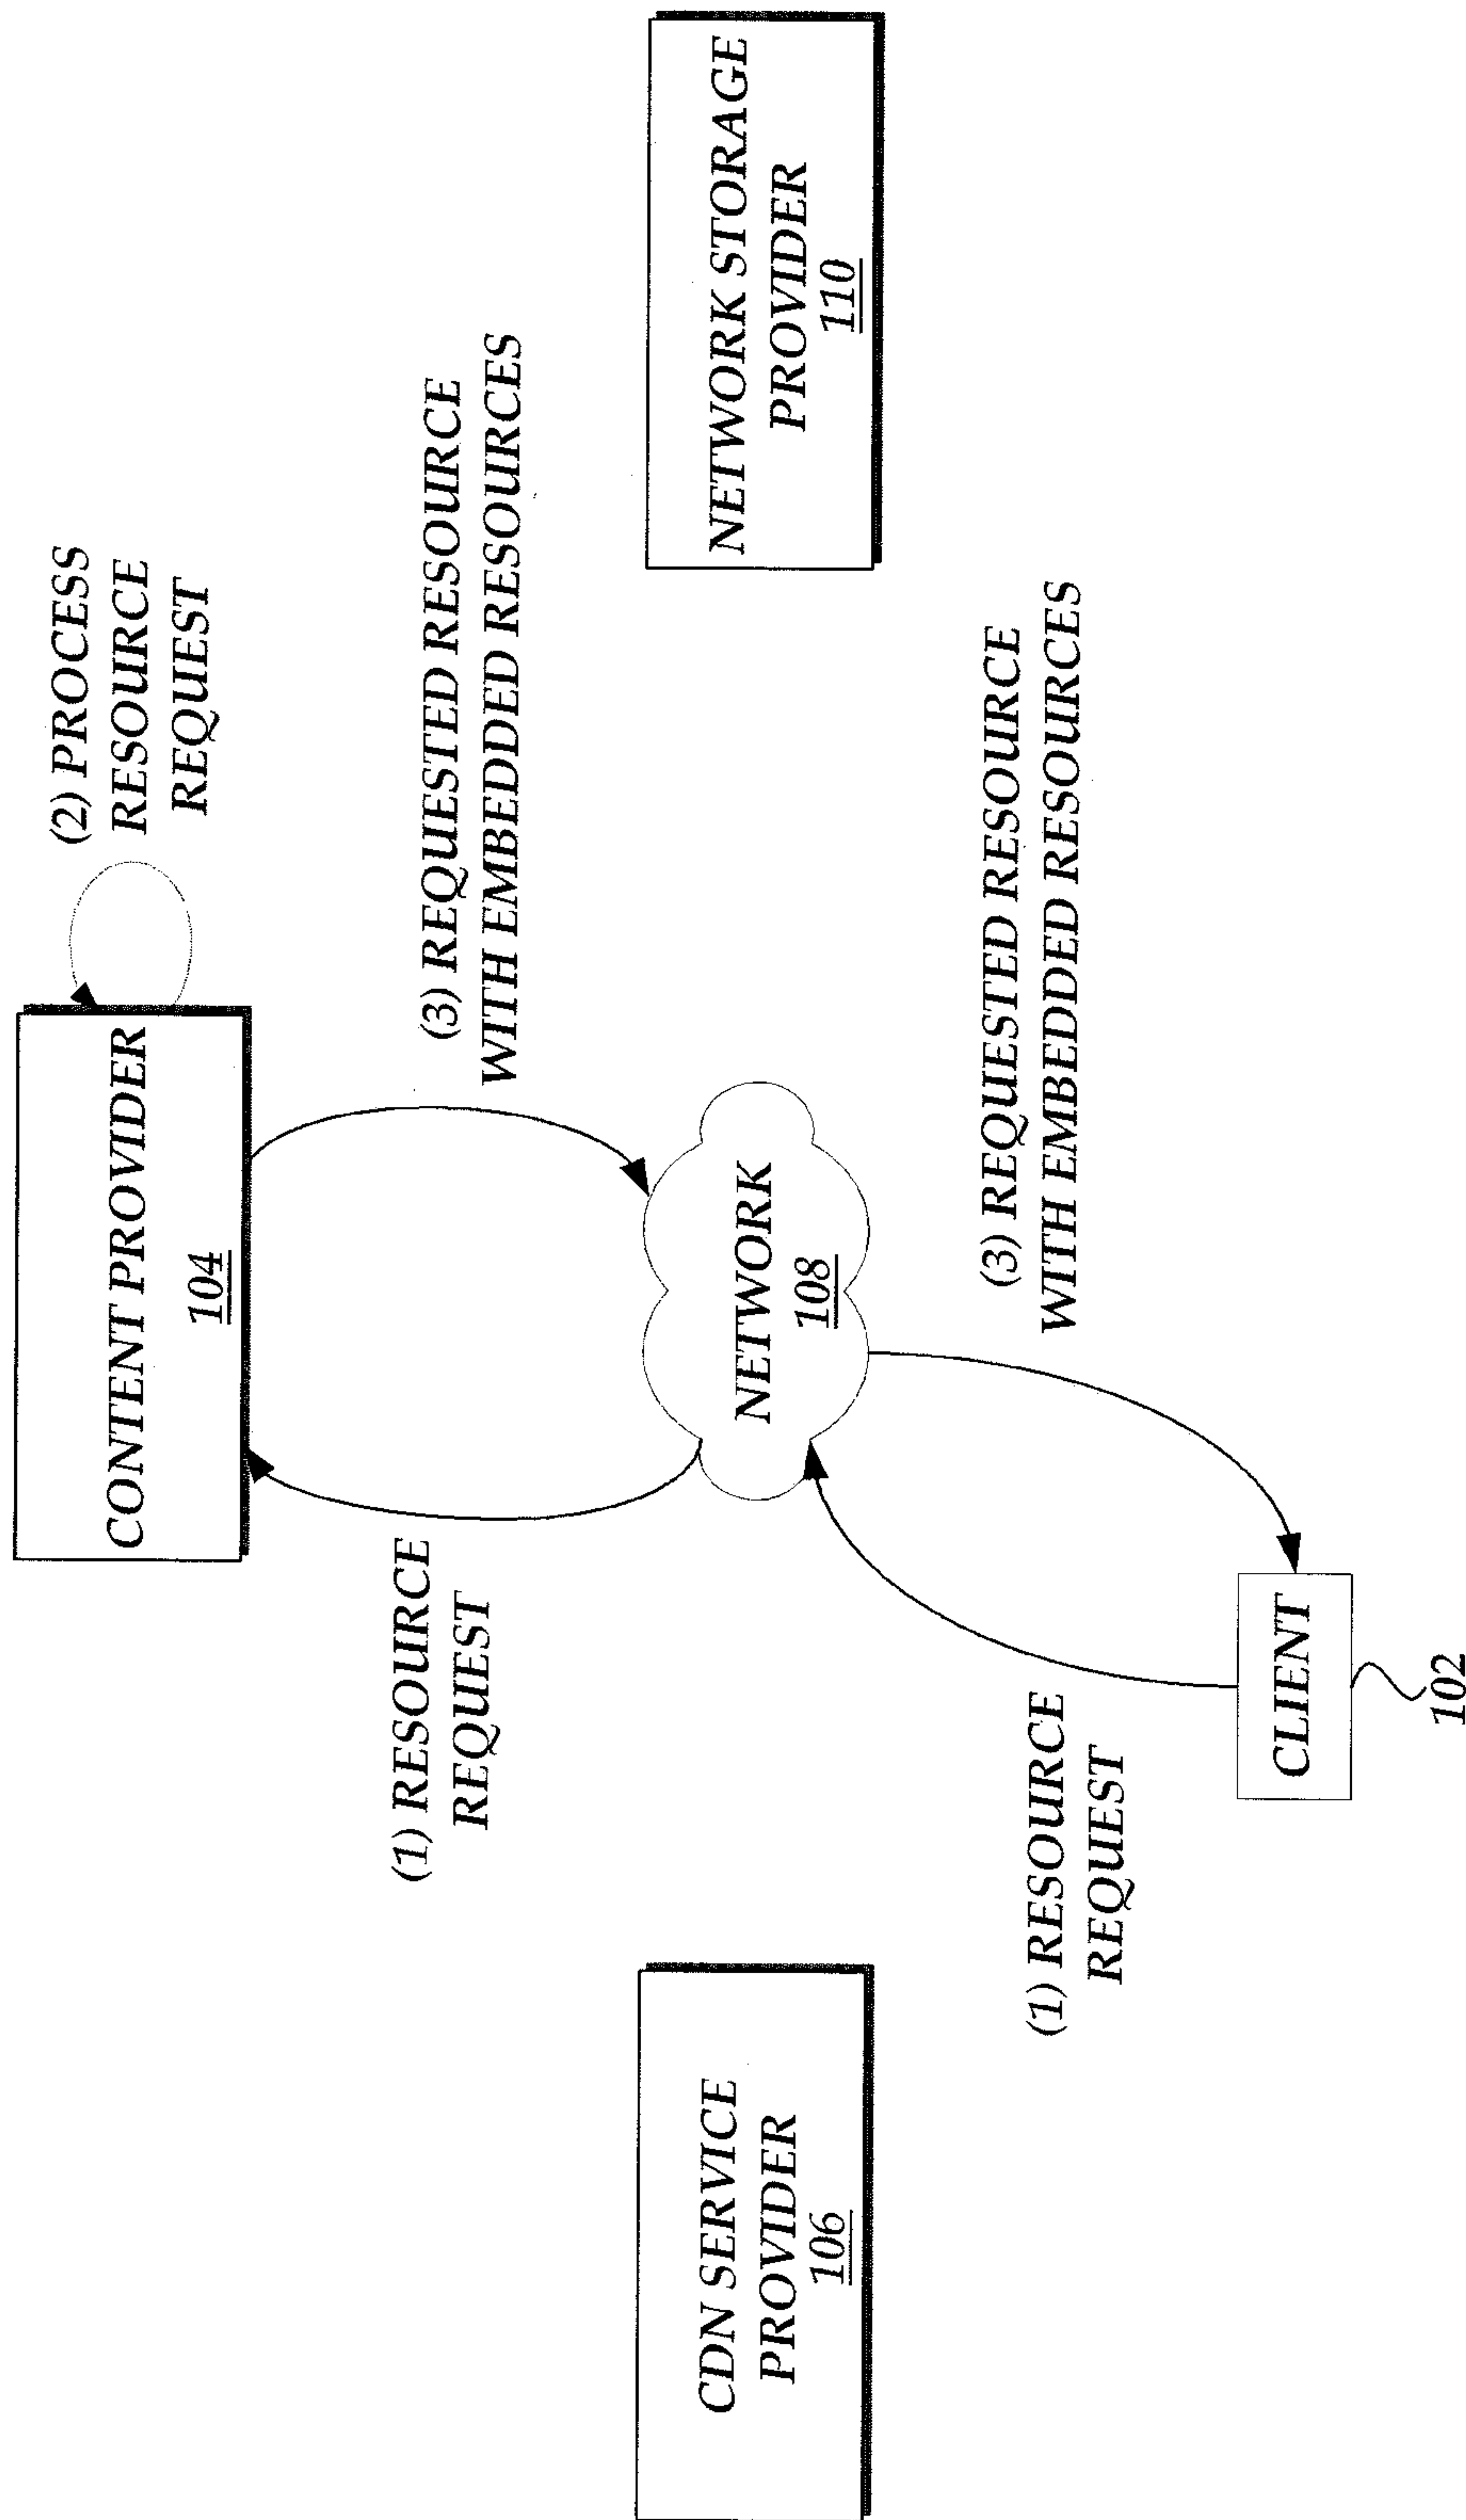 CONTENT PROVIDER
104
(2) PROCESS
RESOURCE
REQUEST
(1) RESOURCE
REQUEST
(3) REQUESTED RESOURCE
WITH EMBEDDED RESOURCES
CDN SERVICE
PROVIDER
106
NETWORK
108
NETWORK STORAGE
PROVIDER
110
(1) RESOURCE
REQUEST
(3) REQUESTED RESOURCE
WITH EMBEDDED RESOURCES
CLIENT
102